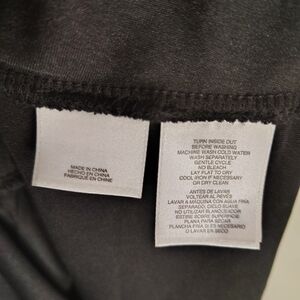 MADE IN CHINA
HECHO EN CHINA
FABRIQUÉ EN CHINE
TURN INSIDE OUT
BEFORE WASHING
MACHINE WASH COLD WATER
WASH SEPARATELY
GENTLE CYCLE
NO BLEACH
LAY FLAT TO DRY
COOL IRON IF NECESSARY
OR DRY CLEAN
ANTES DE LAVAR
VOLTEAR AL REVÉS
LAVAR A MAQUINA CON AGUA FRIA
SEPARADO, CICLO SUAVE
NO UTILIZAR BLANQUEADOR
ESTIRE SOBRE SUPERFICIE
PLANA PARA SECAR
PLANCHA FRIA SI ES NECESARIO
O LAVAR EN SECO